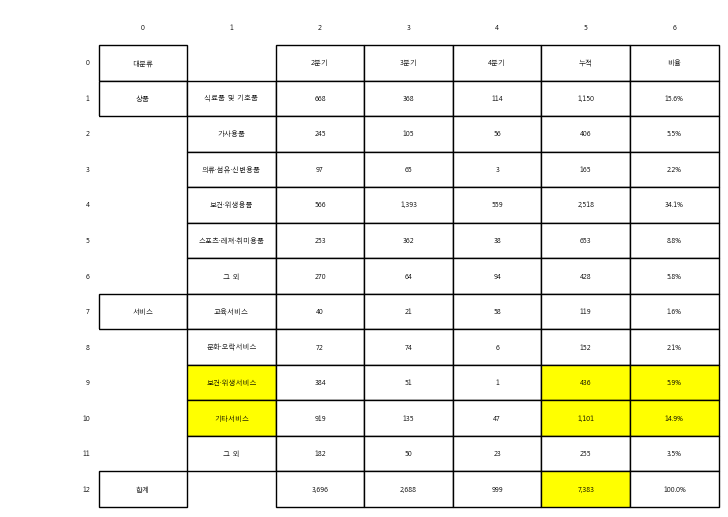 0 1 2 3 4 5 6
0 대분류 2분기 3분기 4분기 누적 비율
1 상품 식료품 및 기호품 668 368 114 1,150 15.6%
2 가사용품 245 105 56 406 5.5%
3 의류·섬유·신변용품 97 65 3 165 2.2%
4 보건·위생용품 566 1,393 559 2,518 34.1%
5 스포츠·레저·취미용품 253 362 38 653 8.8%
6 그 외 270 64 94 428 5.8%
7 서비스 교육서비스 40 21 58 119 1.6%
8 문화·오락서비스 72 74 6 152 2.1%
9 보건·위생서비스 384 51 1 436 5.9%
10 기타서비스 919 135 47 1,101 14.9%
11 그 외 182 50 23 255 3.5%
12 합계 3,696 2,688 999 7,383 100.0%